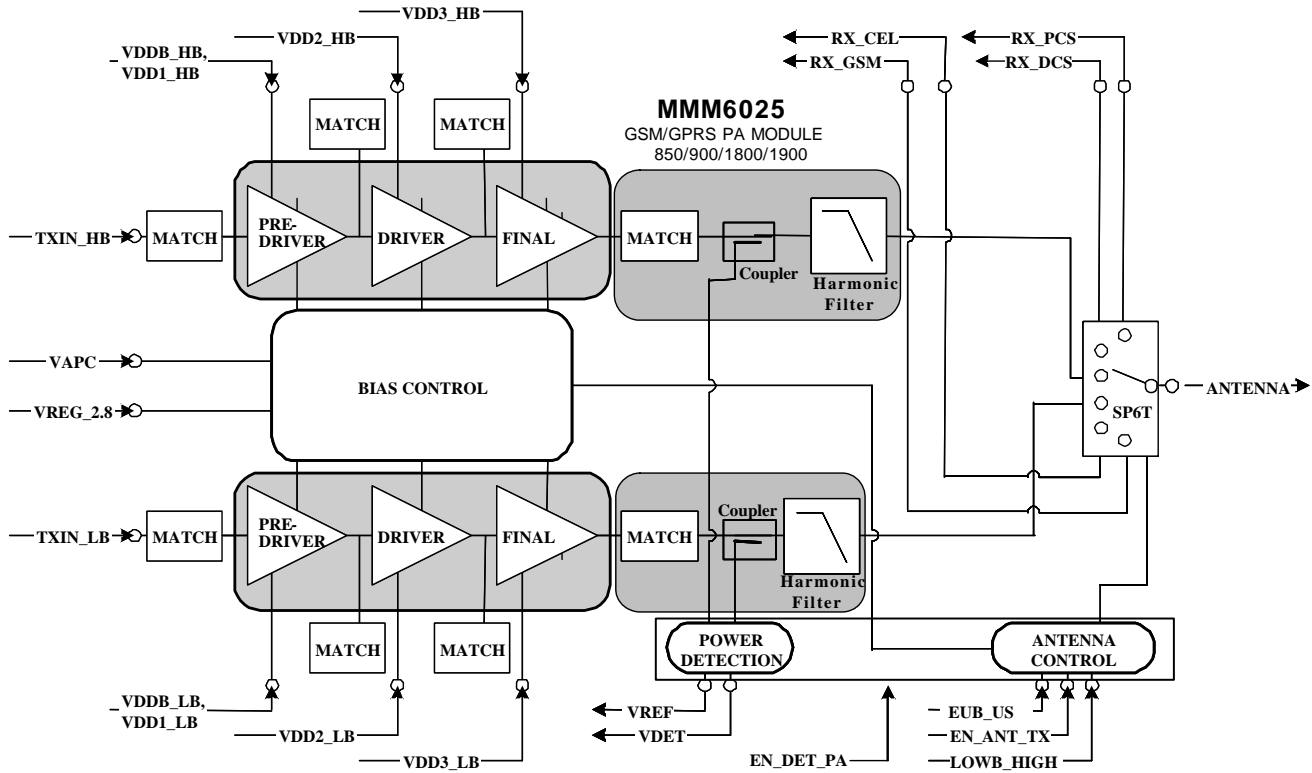 VDD3_HB
VDD2_HB
VDDB_HB,
VDD1_HB
RX_CEL
RX_GSM
RX_PCS
RX_DCS
MATCH
MATCH
MMM6025
GSM/GPRS PA MODULE
850/900/1800/1900
TXIN_HB
MATCH
PRE-
DRIVER
DRIVER
FINAL
MATCH
Coupler
Harmonic
Filter
VAPC
VREG_2.8
BIAS CONTROL
SP6T
ANTENNA
TXIN_LB
MATCH
PRE-
DRIVER
DRIVER
FINAL
MATCH
Coupler
Harmonic
Filter
MATCH
MATCH
POWER
DETECTION
ANTENNA
CONTROL
VDDB_LB,
VDD1_LB
VDD2_LB
VDD3_LB
VREF
VDET
EN_DET_PA
EUB_US
EN_ANT_TX
LOWB_HIGH